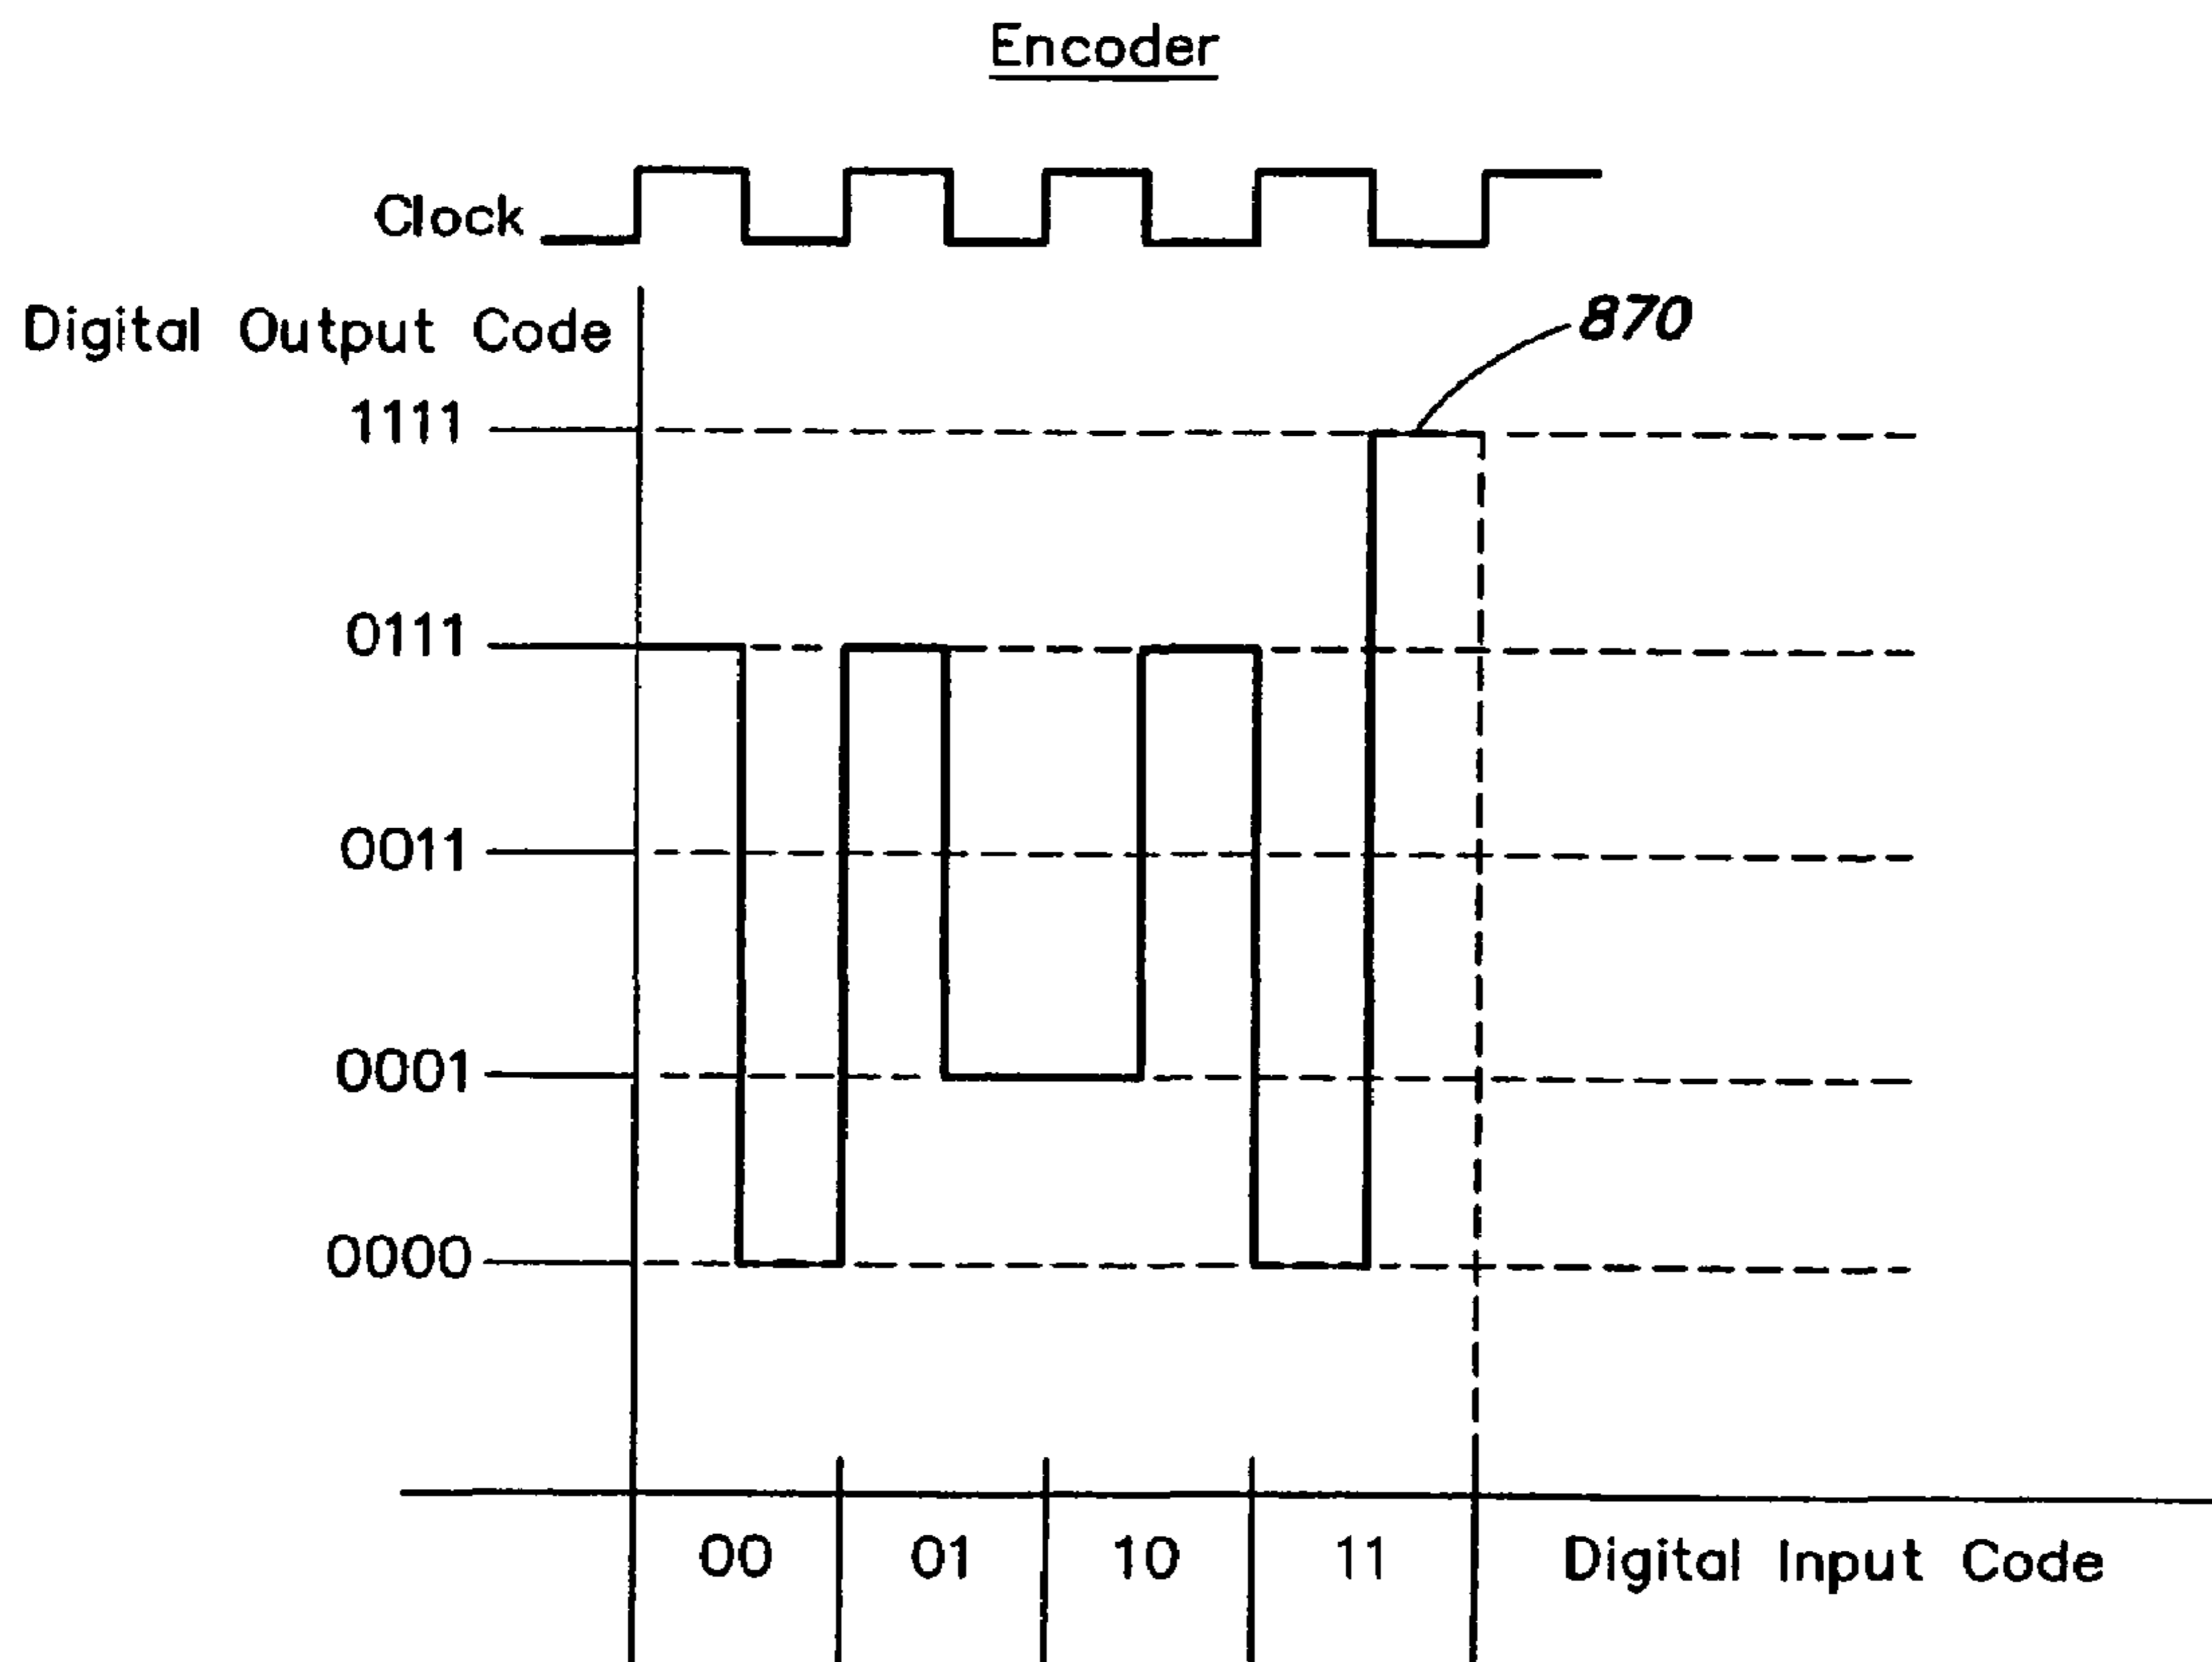 Encoder
Clock
Digital Output Code
870
1111
0111
0011
0001
0000
00 01 10 11 Digital Input Code